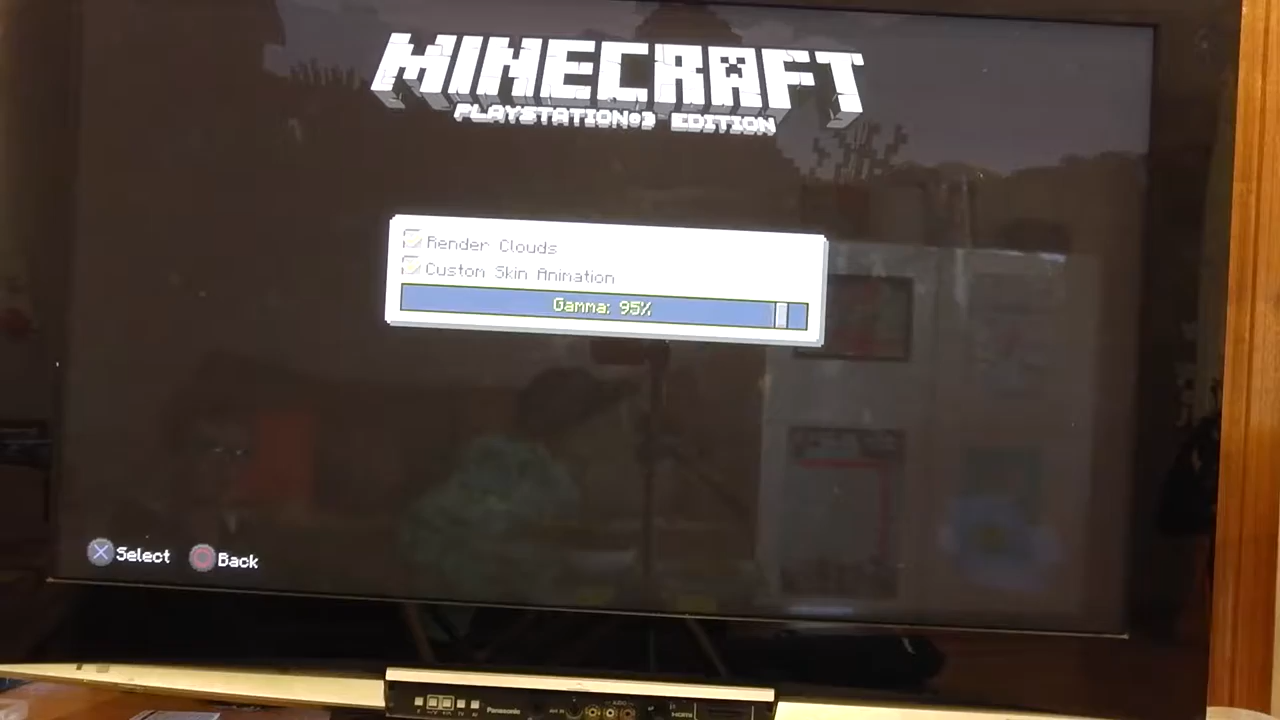 MINECRAFT
PLAYSTATION®3 EDITION
Render Clouds
Custom Skin Animation
Gamma: 95%
Select
Back
Panasonic